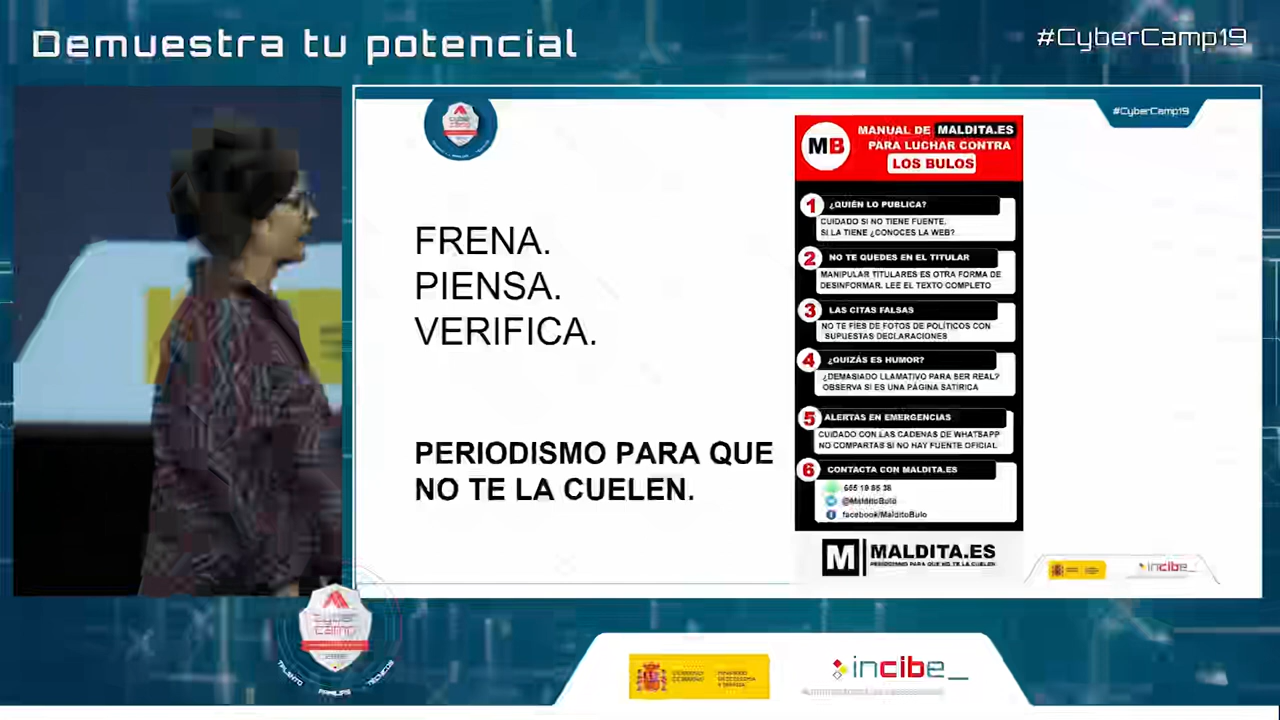 Demuestra tu potencial
#CyberCamp19
#CyberCamp19
FRENA.
PIENSA.
VERIFICA.
PERIODISMO PARA QUE
NO TE LA CUELEN.
MB
MANUAL DE MALDITA.ES
PARA LUCHAR CONTRA
LOS BULOS
1 ¿QUIÉN LO PUBLICA?
CUIDADO SI NO TIENE FUENTE.
SI LA TIENE ¿CONOCES LA WEB?
2 NO TE QUEDES EN EL TITULAR
MANIPULAR TITULARES ES OTRA FORMA DE
DESINFORMAR. LEE EL TEXTO COMPLETO
3 LAS CITAS FALSAS
NO TE FÍES DE FOTOS DE POLÍTICOS CON
SUPUESTAS DECLARACIONES
4 ¿QUIZÁS ES HUMOR?
¿DEMASIADO LLAMATIVO PARA SER REAL?
OBSERVA SI ES UNA PÁGINA SATÍRICA
5 ALERTAS EN EMERGENCIAS
CUIDADO CON LAS CADENAS DE WHATSAPP
NO COMPARTAS SI NO HAY FUENTE OFICIAL
6 CONTACTA CON MALDITA.ES
@MalditoBulo
facebook/MalditoBulo
M MALDITA.ES
PERIODISMO PARA QUE NO TE LA CUELEN
incibe_
cyber
camp
TALENTO
FAMILIAS
incibe_